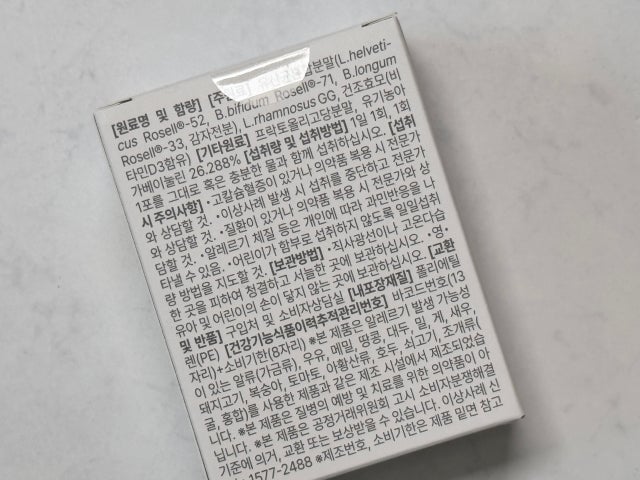 [원료명 및 함량] [주원료] 유산균혼합분말(L.helveti-
cus Rosell®-52, B.bifidum Rosell®-71, B.longum
Rosell®-33, 감자전분), L.rhamnosus GG, 건조효모(비
타민D3함유) [기타원료] 프락토올리고당분말, 유기농아
가베이눌린 26.288% [섭취량 및 섭취방법] 1일 1회, 1회
1포를 그대로 혹은 충분한 물과 함께 섭취하십시오. [섭취
시 주의사항] •고칼슘혈증이 있거나 의약품 복용 시 전문가
와 상담할 것. •이상사례 발생 시 섭취를 중단하고 전문가
와 상담할 것. •질환이 있거나 의약품 복용 시 전문가와 상
담할 것. •알레르기 체질 등은 개인에 따라 과민반응을 나
타낼 수 있음. •어린이가 함부로 섭취하지 않도록 일일섭취
량 방법을 지도할 것. [보관방법] •직사광선이나 고온다습
한 곳을 피하여 청결하고 서늘한 곳에 보관하십시오. •영·
유아 및 어린이의 손이 닿지 않는 곳에 보관하십시오. [교환
및 반품] 구입처 및 소비자상담실 [내포장재질] 폴리에틸
렌(PE) [건강기능식품이력추적관리번호] 바코드번호(13
자리)+소비기한(8자리) ※본 제품은 알레르기 발생 가능성
이 있는 알류(가금류), 우유, 메밀, 땅콩, 대두, 밀, 게, 새우,
돼지고기, 복숭아, 토마토, 아황산류, 호두, 쇠고기, 조개류(
굴, 홍합)를 사용한 제품과 같은 제조 시설에서 제조되었습
니다. ※본 제품은 질병의 예방 및 치료를 위한 의약품이 아
닙니다. ※본 제품은 공정거래위원회 고시 소비자분쟁해결
기준에 의거, 교환 또는 보상받을 수 있습니다. 이상사례 신
1577-2488 ※제조번호, 소비기한은 제품 밑면 참고